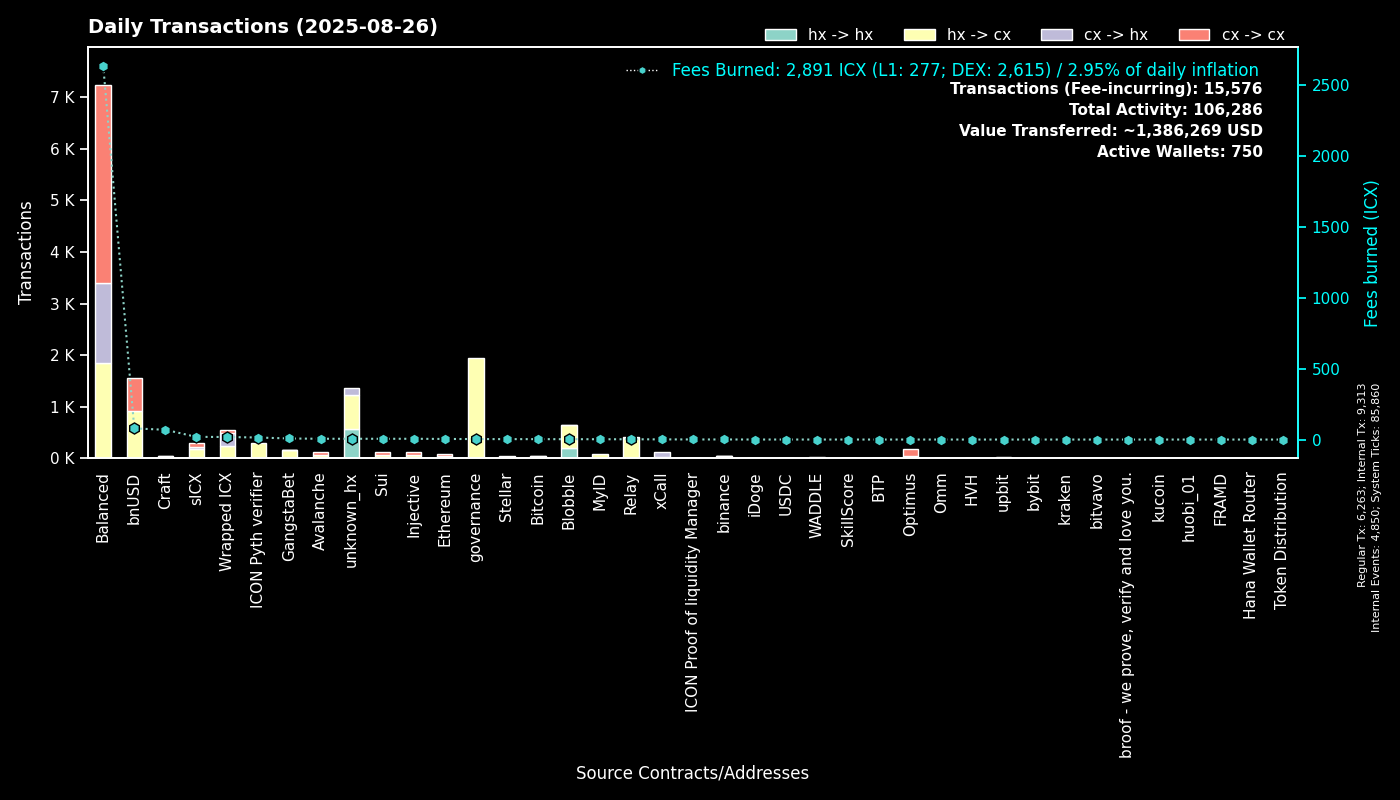 Daily Transactions (2025-08-26)
hx -> hx
hx -> cx
cx -> hx
cx -> cx
Fees Burned: 2,891 ICX (L1: 277; DEX: 2,615) / 2.95% of daily inflation
Transactions (Fee-incurring): 15,576
Total Activity: 106,286
Value Transferred: ~1,386,269 USD
Active Wallets: 750
Transactions
7 K
6 K
5 K
4 K
3 K
2 K
1 K
0 K
2500
2000
1500
1000
500
0
Fees burned (ICX)
Balanced
bnUSD
Craft
sICX
Wrapped ICX
ICON Pyth verifier
GangstaBet
Avalanche
unknown_hx
Sui
Injective
Ethereum
governance
Stellar
Bitcoin
Blobble
MyID
Relay
xCall
ICON Proof of liquidity Manager
binance
iDoge
USDC
WADDLE
SkillScore
BTP
Optimus
Omm
HVH
upbit
bybit
kraken
bitvavo
broof - we prove, verify and love you.
kucoin
huobi_01
FRAMD
Hana Wallet Router
Token Distribution
Source Contracts/Addresses
Regular Tx: 6,263; Internal Tx: 9,313
Internal Events: 4,850; System Ticks: 85,860